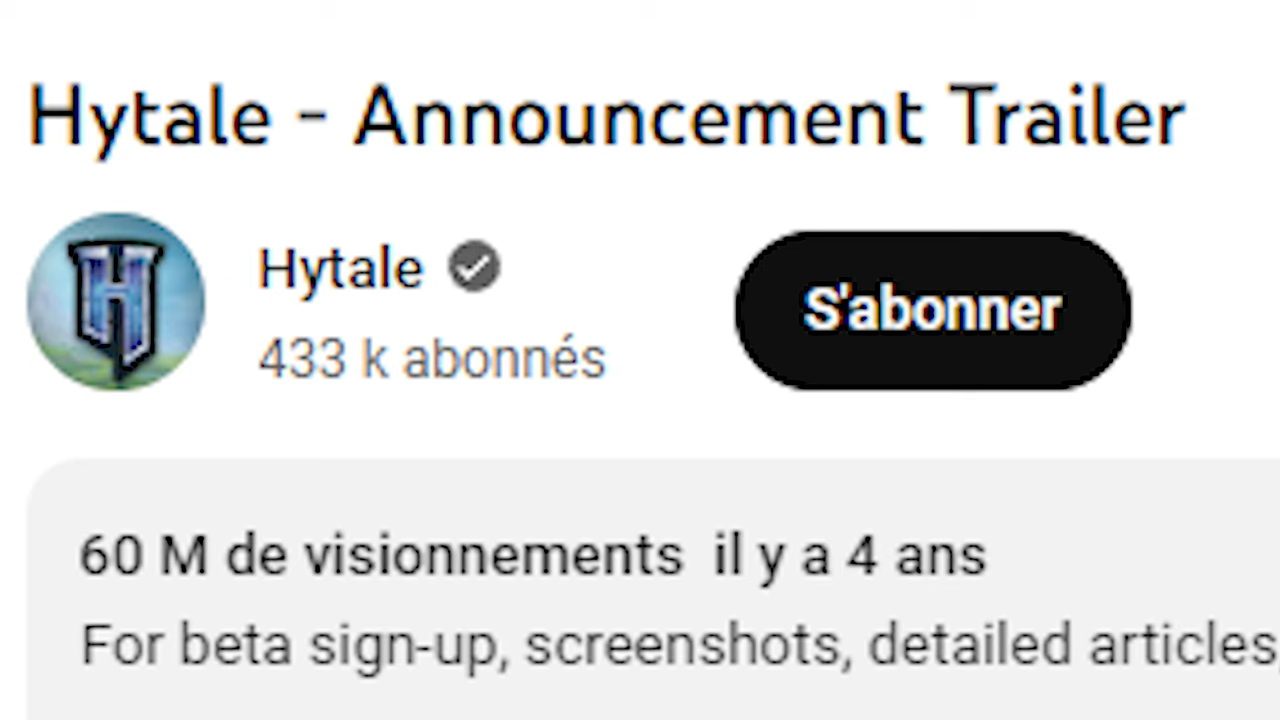 Hytale - Announcement Trailer
H
Hytale
433 k abonnés
S'abonner
60 M de visionnements il y a 4 ans
For beta sign-up, screenshots, detailed articles,